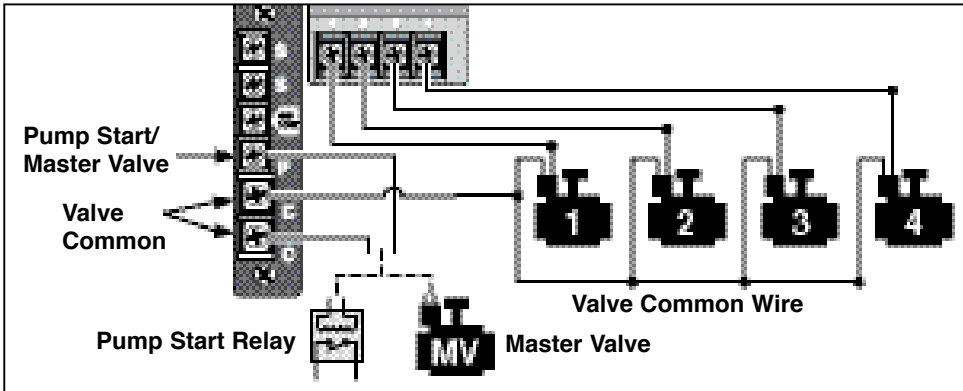 Pump Start/
Master Valve
Valve
Common
C
C
1
2
3
4
Valve Common Wire
Pump Start Relay
MV
Master Valve